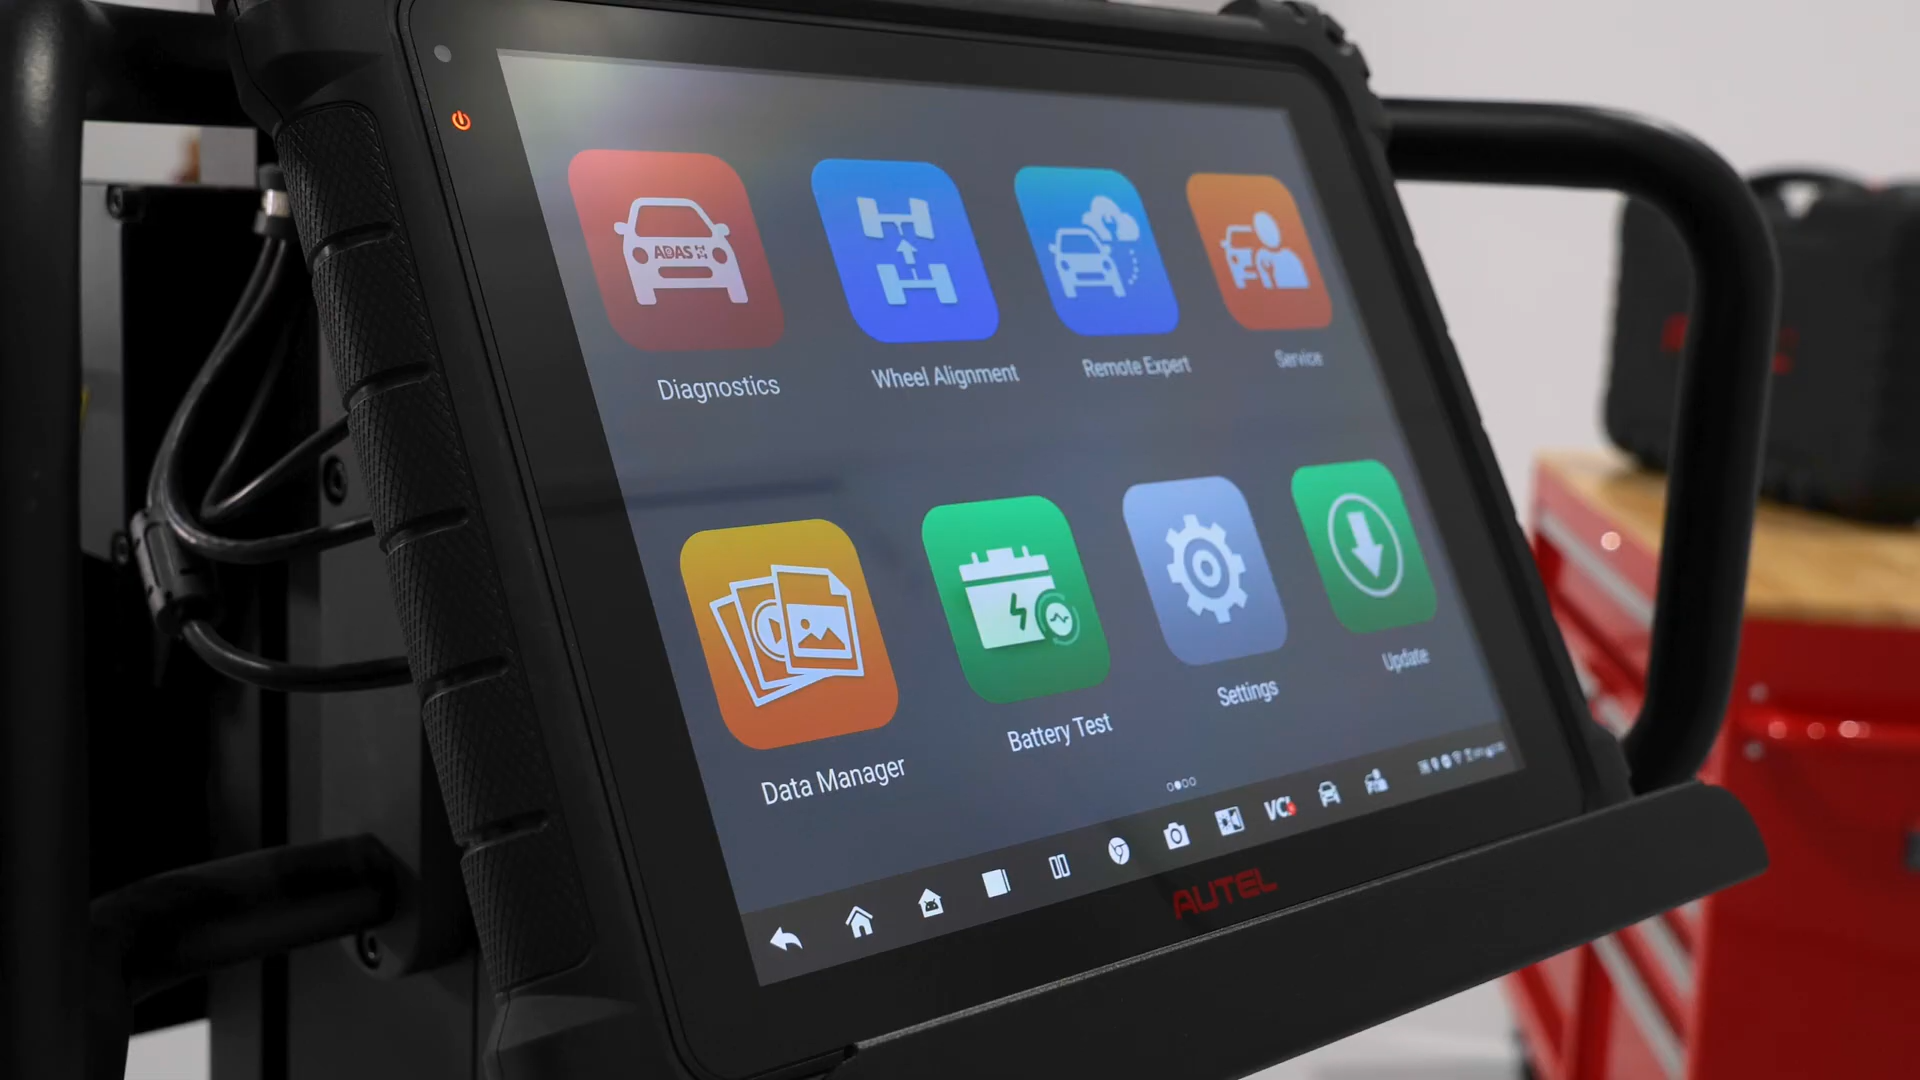 ADAS
Diagnostics
Wheel Alignment
Remote Expert
Service
Data Manager
Battery Test
Settings
Update
VCI
AUTEL